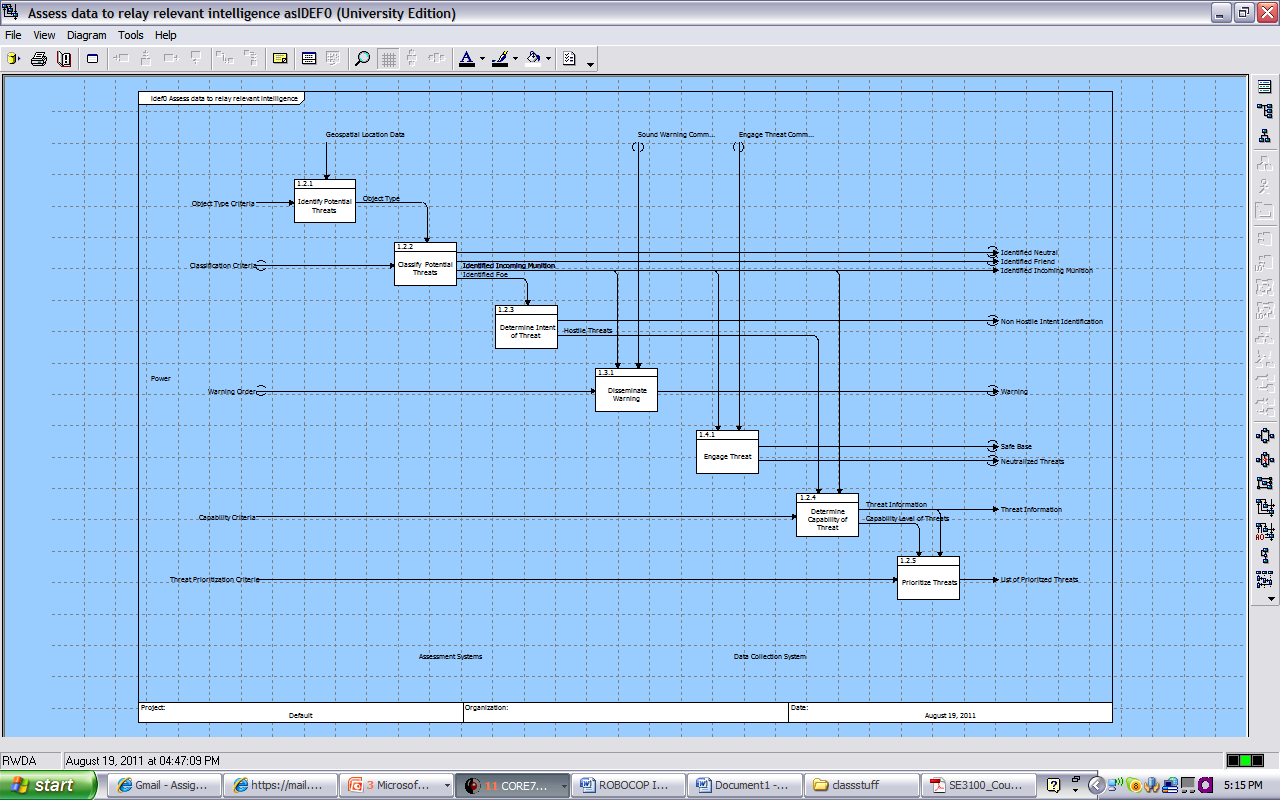 Assess data to relay relevant intelligence asIDEF0 (University Edition)
File View Diagram Tools Help
idef0 Assess data to relay relevant intelligence
Geospatial Location Data
Sound Warning Comm...
Engage Threat Comm...
1.2.1
Identify Potential
Threats
Object Type Criteria
Object Type
1.2.2
Classify Potential
Threats
Classification Criteria
Identified Incoming Munition
Identified Foe
Identified Neutral
Identified Friend
Identified Incoming Munition
1.2.3
Determine Intent
of Threat
Hostile Threats
Non Hostile Intent Identification
Power
1.3.1
Disseminate
Warning
Warning Order
Warning
1.4.1
Engage Threat
Safe Base
Neutralized Threats
1.2.4
Determine
Capability of
Threat
Capability Criteria
Threat Information
Capability Level of Threats
Threat Information
1.2.5
Prioritize Threats
Threat Prioritization Criteria
List of Prioritized Threats
Assessment Systems
Data Collection System
Project:
Default
Organization:
Date:
August 19, 2011
RWDA
August 19, 2011 at 04:47:09 PM
start
Gmail - Assig...
https://mail....
3 Microsof...
11 CORE7...
ROBOCOP I...
Document1 -...
classstuff
SE3100_Cou...
5:15 PM